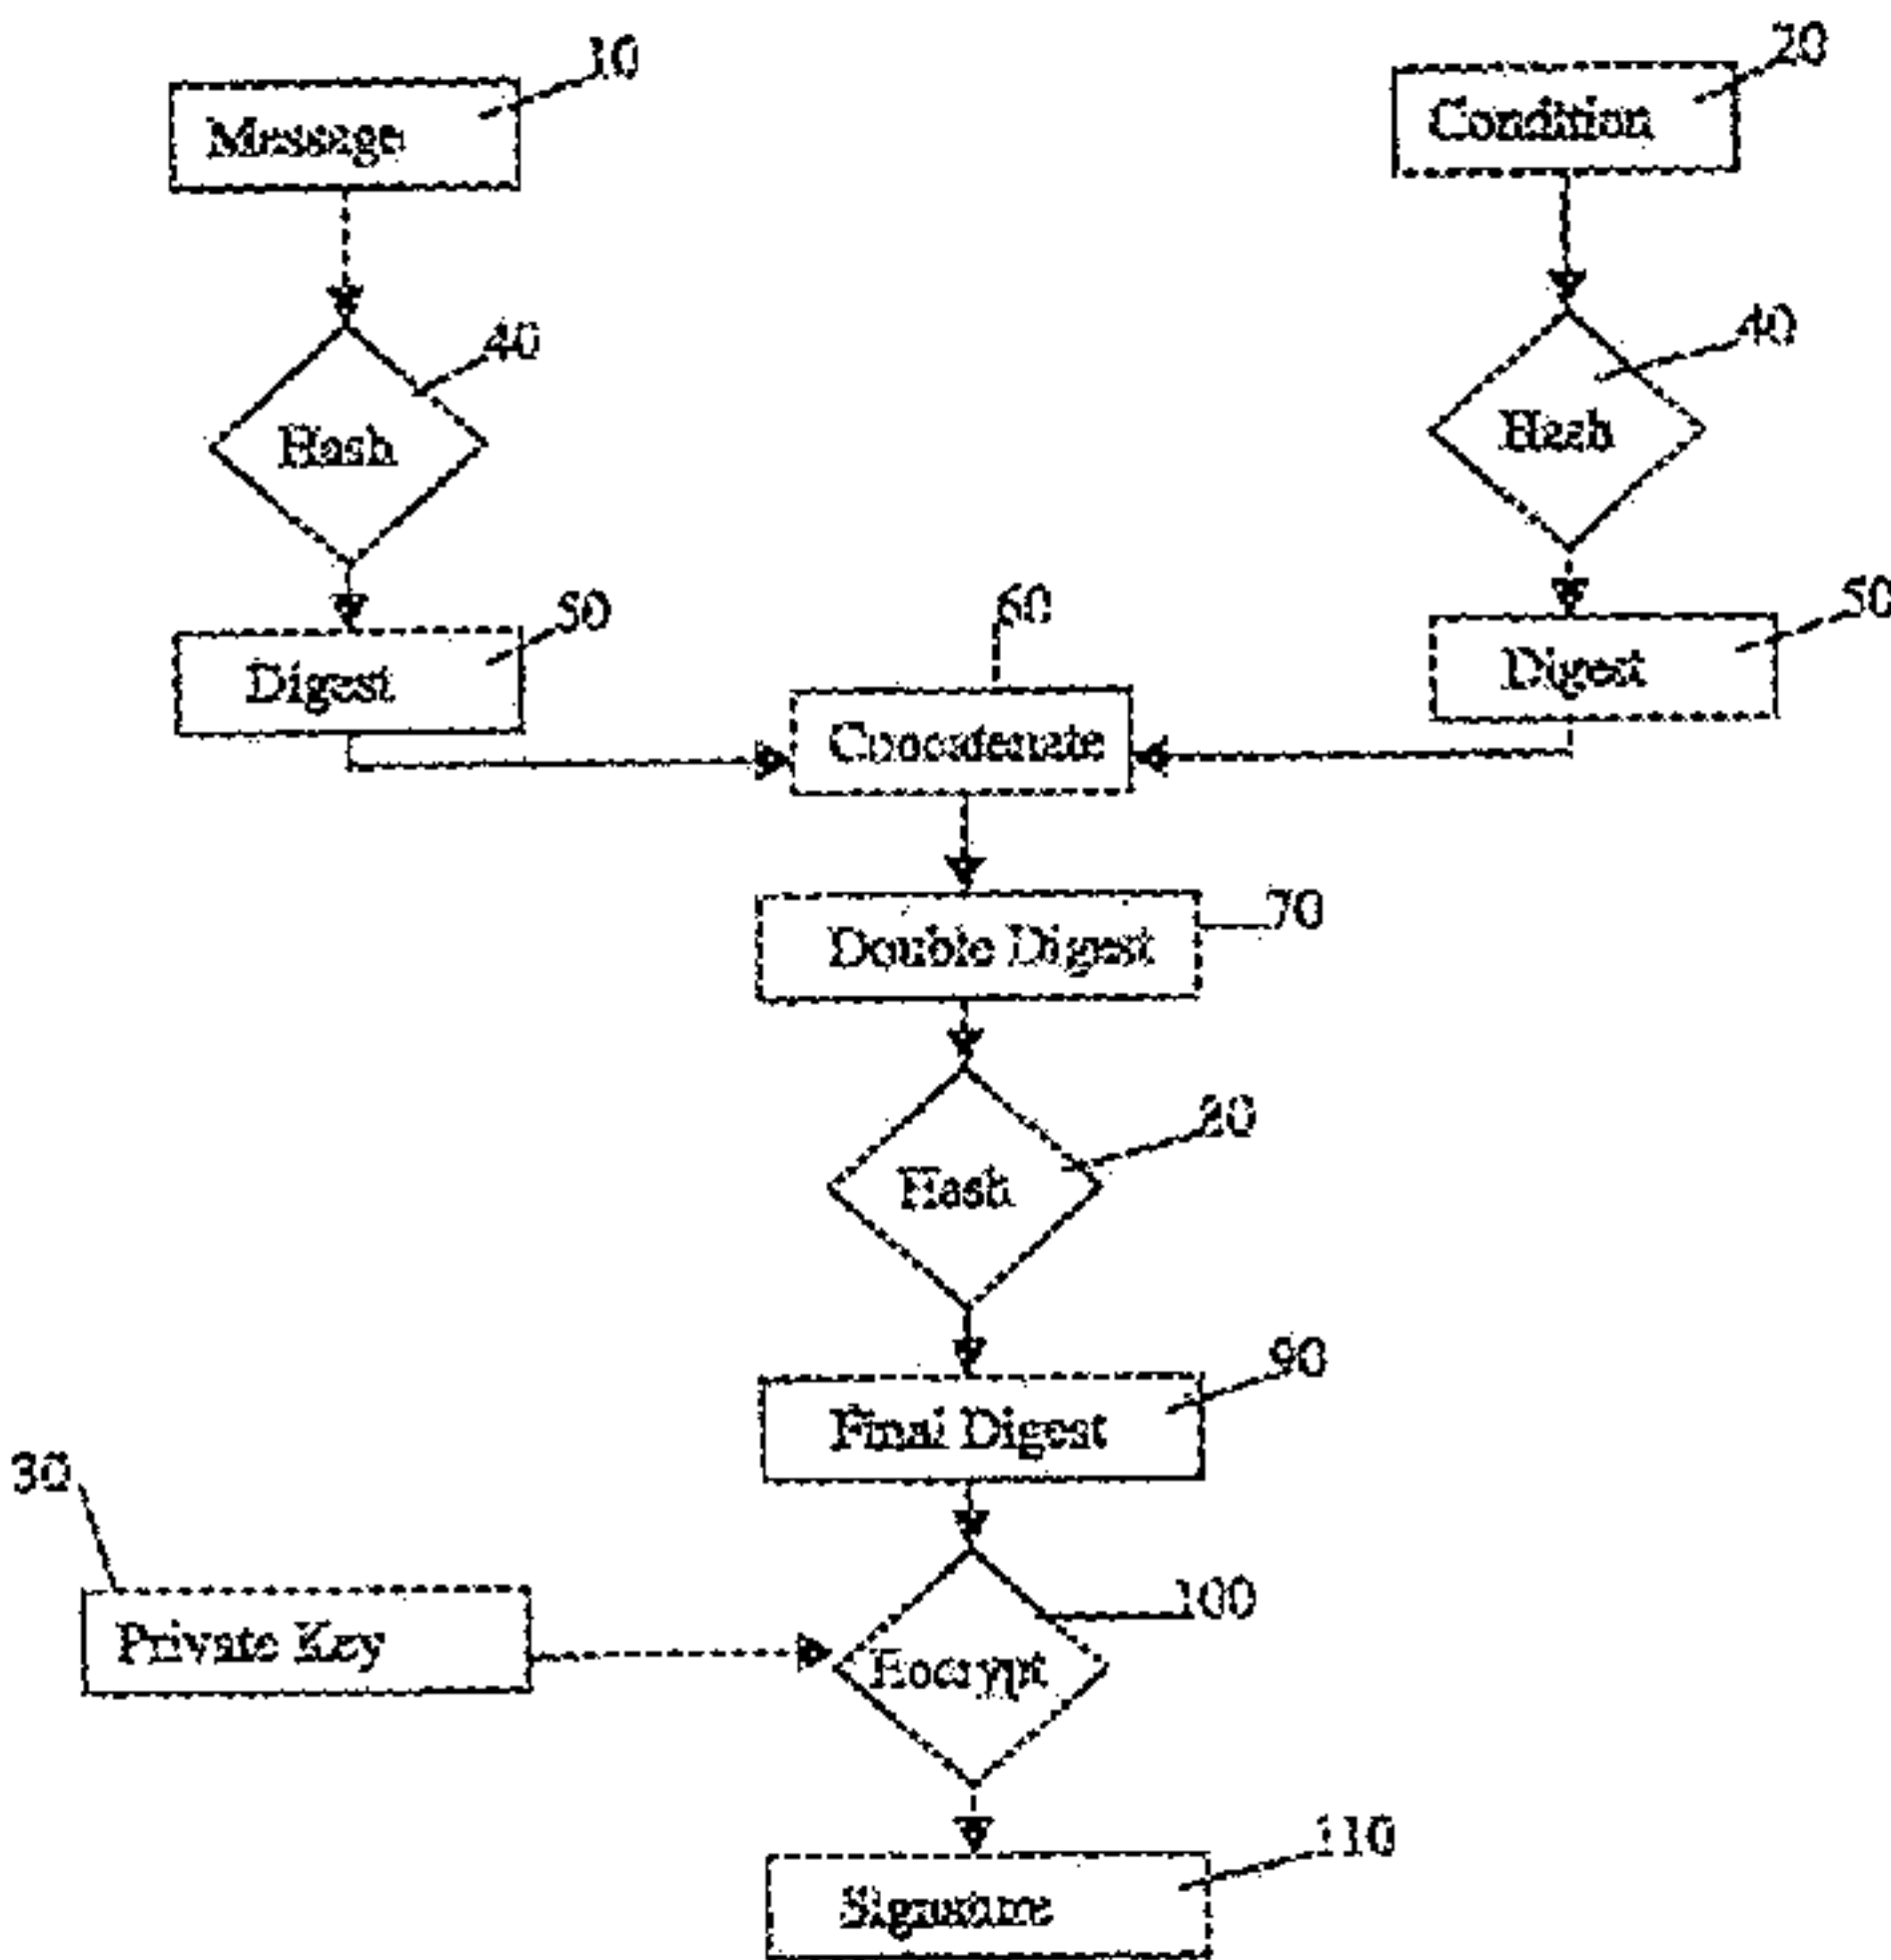 10
20
Message
Condition
40
40
Hash
Hash
50
60
50
Digest
Digest
Concatenate
70
Double Digest
80
Hash
90
Final Digest
30
100
Private Key
Encrypt
110
Signature